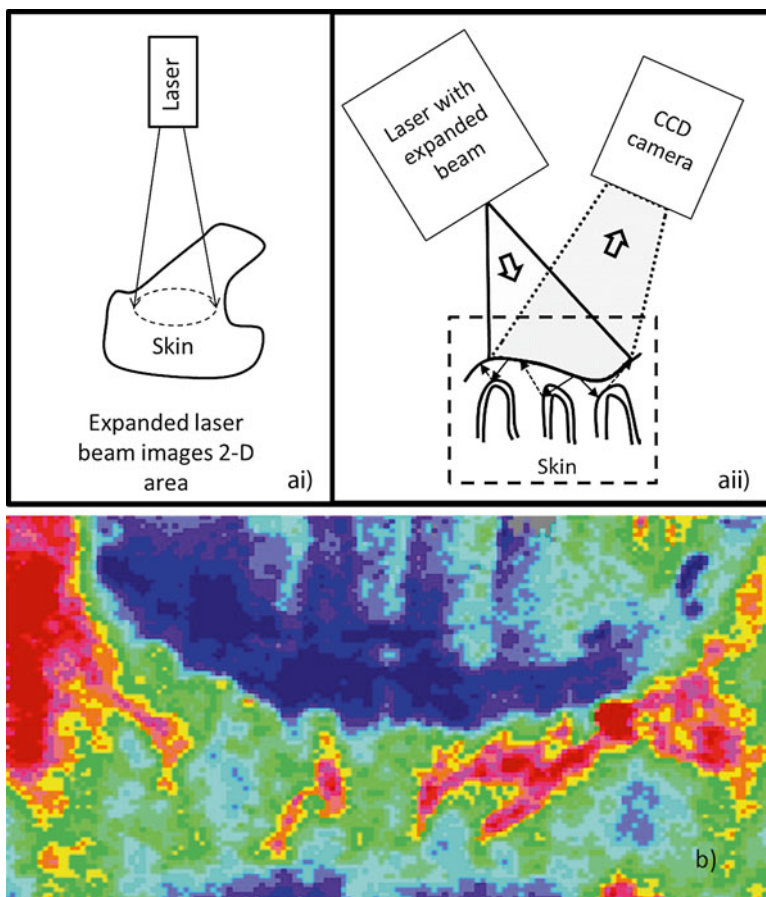 Laser
Skin
Expanded laser
beam images 2-D
area
ai)
Laser with
expanded
beam
CCD
camera
Skin
aii)
b)